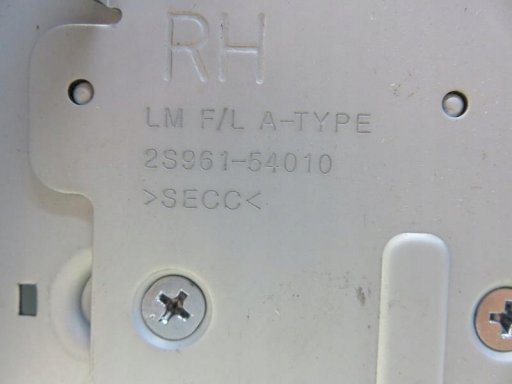 RH
LM F/L A-TYPE
2S961-54010
>SECC<